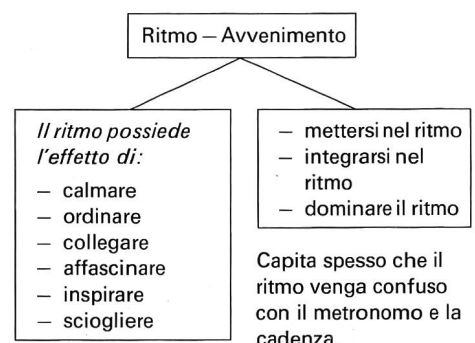 Ritmo – Avvenimento
Il ritmo possiede
l'effetto di:
– calmare
– ordinare
– collegare
– affascinare
– inspirare
– sciogliere
– mettersi nel ritmo
– integrarsi nel
ritmo
– dominare il ritmo
Capita spesso che il
ritmo venga confuso
con il metronomo e la
cadenza.